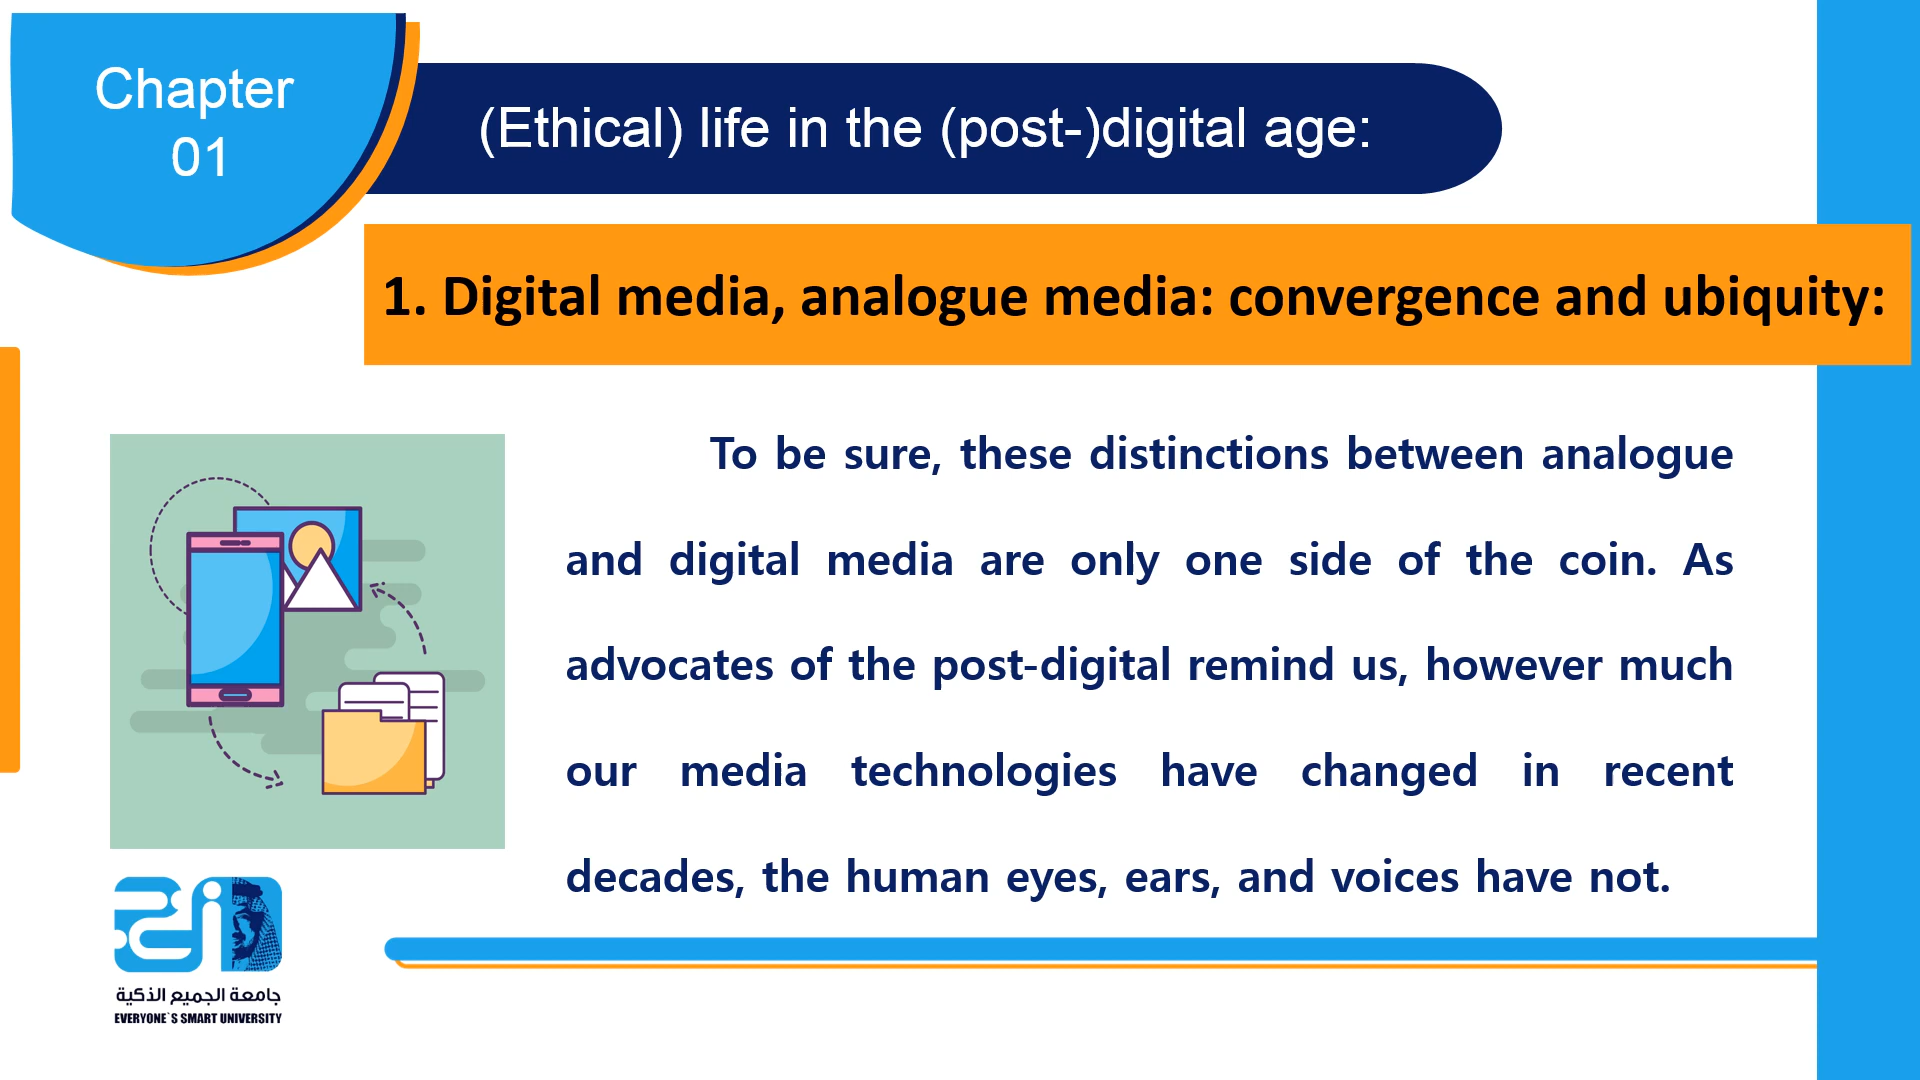 Chapter
01
(Ethical) life in the (post-)digital age:
1. Digital media, analogue media: convergence and ubiquity:
To be sure, these distinctions between analogue
and digital media are only one side of the coin. As
advocates of the post-digital remind us, however much
our media technologies have changed in recent
decades, the human eyes, ears, and voices have not.
جامعة الجميع الذكية
EVERYONE`S SMART UNIVERSITY